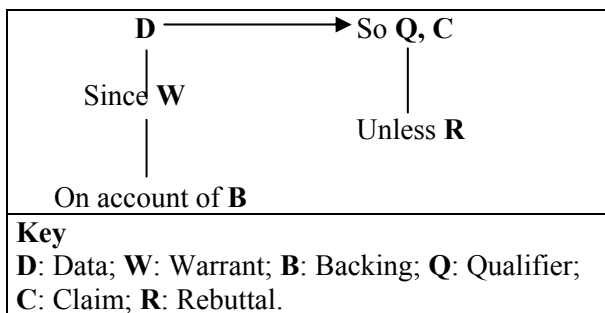 D So Q, C
Since W
Unless R
On account of B
Key
D: Data; W: Warrant; B: Backing; Q: Qualifier;
C: Claim; R: Rebuttal.